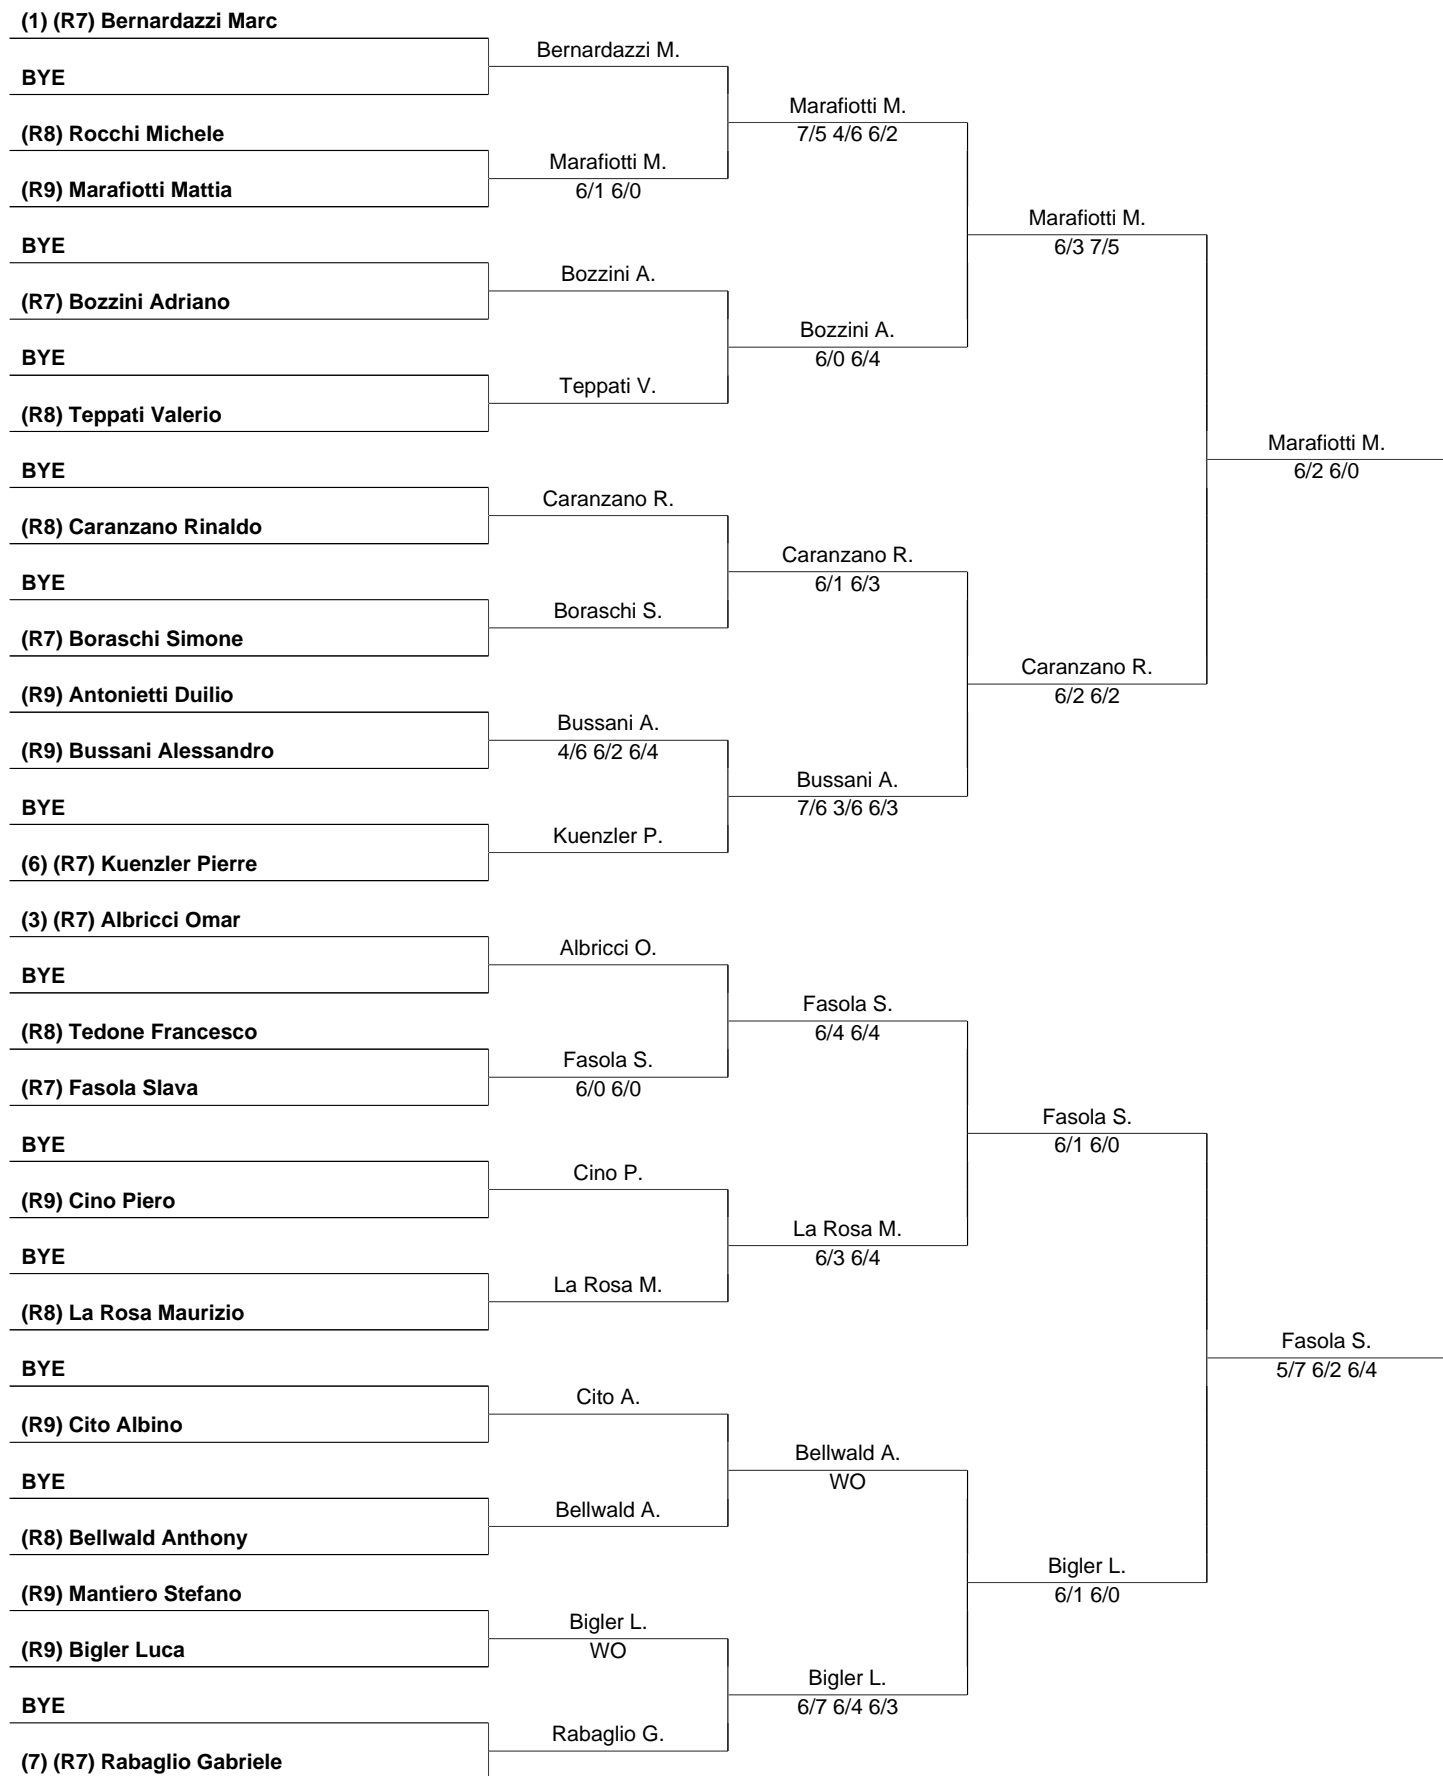 (1) (R7) Bernardazzi Marc
BYE
(R8) Rocchi Michele
(R9) Marafiotti Mattia
BYE
(R7) Bozzini Adriano
BYE
(R8) Teppati Valerio
BYE
(R8) Caranzano Rinaldo
BYE
(R7) Boraschi Simone
(R9) Antonietti Duilio
(R9) Bussani Alessandro
BYE
(6) (R7) Kuenzler Pierre
(3) (R7) Albricci Omar
BYE
(R8) Tedone Francesco
(R7) Fasola Slava
BYE
(R9) Cino Piero
BYE
(R8) La Rosa Maurizio
BYE
(R9) Cito Albino
BYE
(R8) Bellwald Anthony
(R9) Mantiero Stefano
(R9) Bigler Luca
BYE
(7) (R7) Rabaglio Gabriele
Bernardazzi M.
Marafiotti M.
6/1 6/0
Bozzini A.
Teppati V.
Caranzano R.
Boraschi S.
Bussani A.
4/6 6/2 6/4
Kuenzler P.
Albricci O.
Fasola S.
6/0 6/0
Cino P.
La Rosa M.
Cito A.
Bellwald A.
Bigler L.
WO
Rabaglio G.
Marafiotti M.
7/5 4/6 6/2
Bozzini A.
6/0 6/4
Caranzano R.
6/1 6/3
Bussani A.
7/6 3/6 6/3
Fasola S.
6/4 6/4
La Rosa M.
6/3 6/4
Bellwald A.
WO
Bigler L.
6/7 6/4 6/3
Marafiotti M.
6/3 7/5
Caranzano R.
6/2 6/2
Fasola S.
6/1 6/0
Bigler L.
6/1 6/0
Marafiotti M.
6/2 6/0
Fasola S.
5/7 6/2 6/4